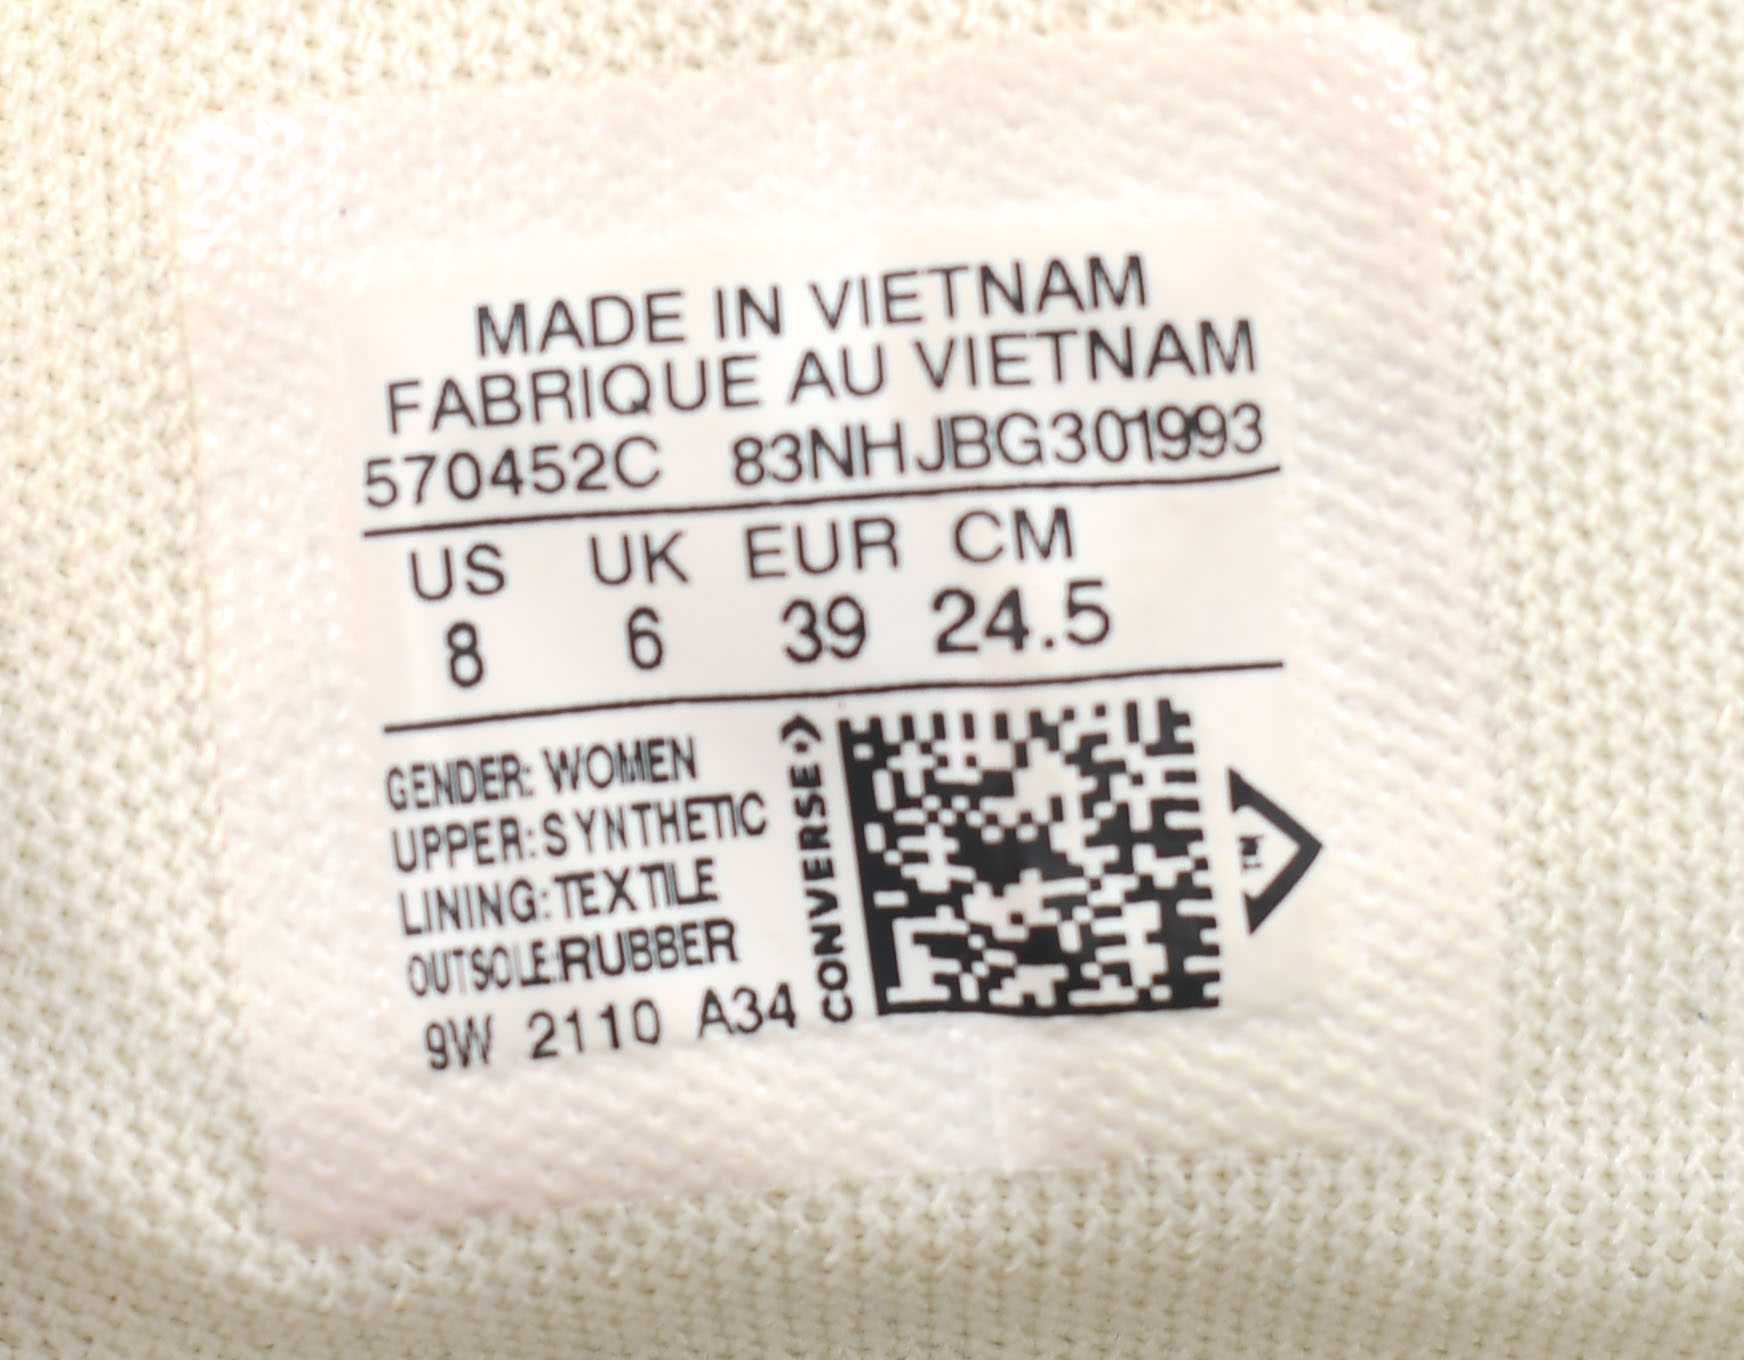 MADE IN VIETNAM
FABRIQUE AU VIETNAM
570452C 83NHJBG301993
US UK EUR CM
8 6 39 24.5
GENDER: WOMEN
UPPER: SYNTHETIC
LINING: TEXTILE
OUTSOLE: RUBBER
9W 2110 A34
CONVERSE
TM